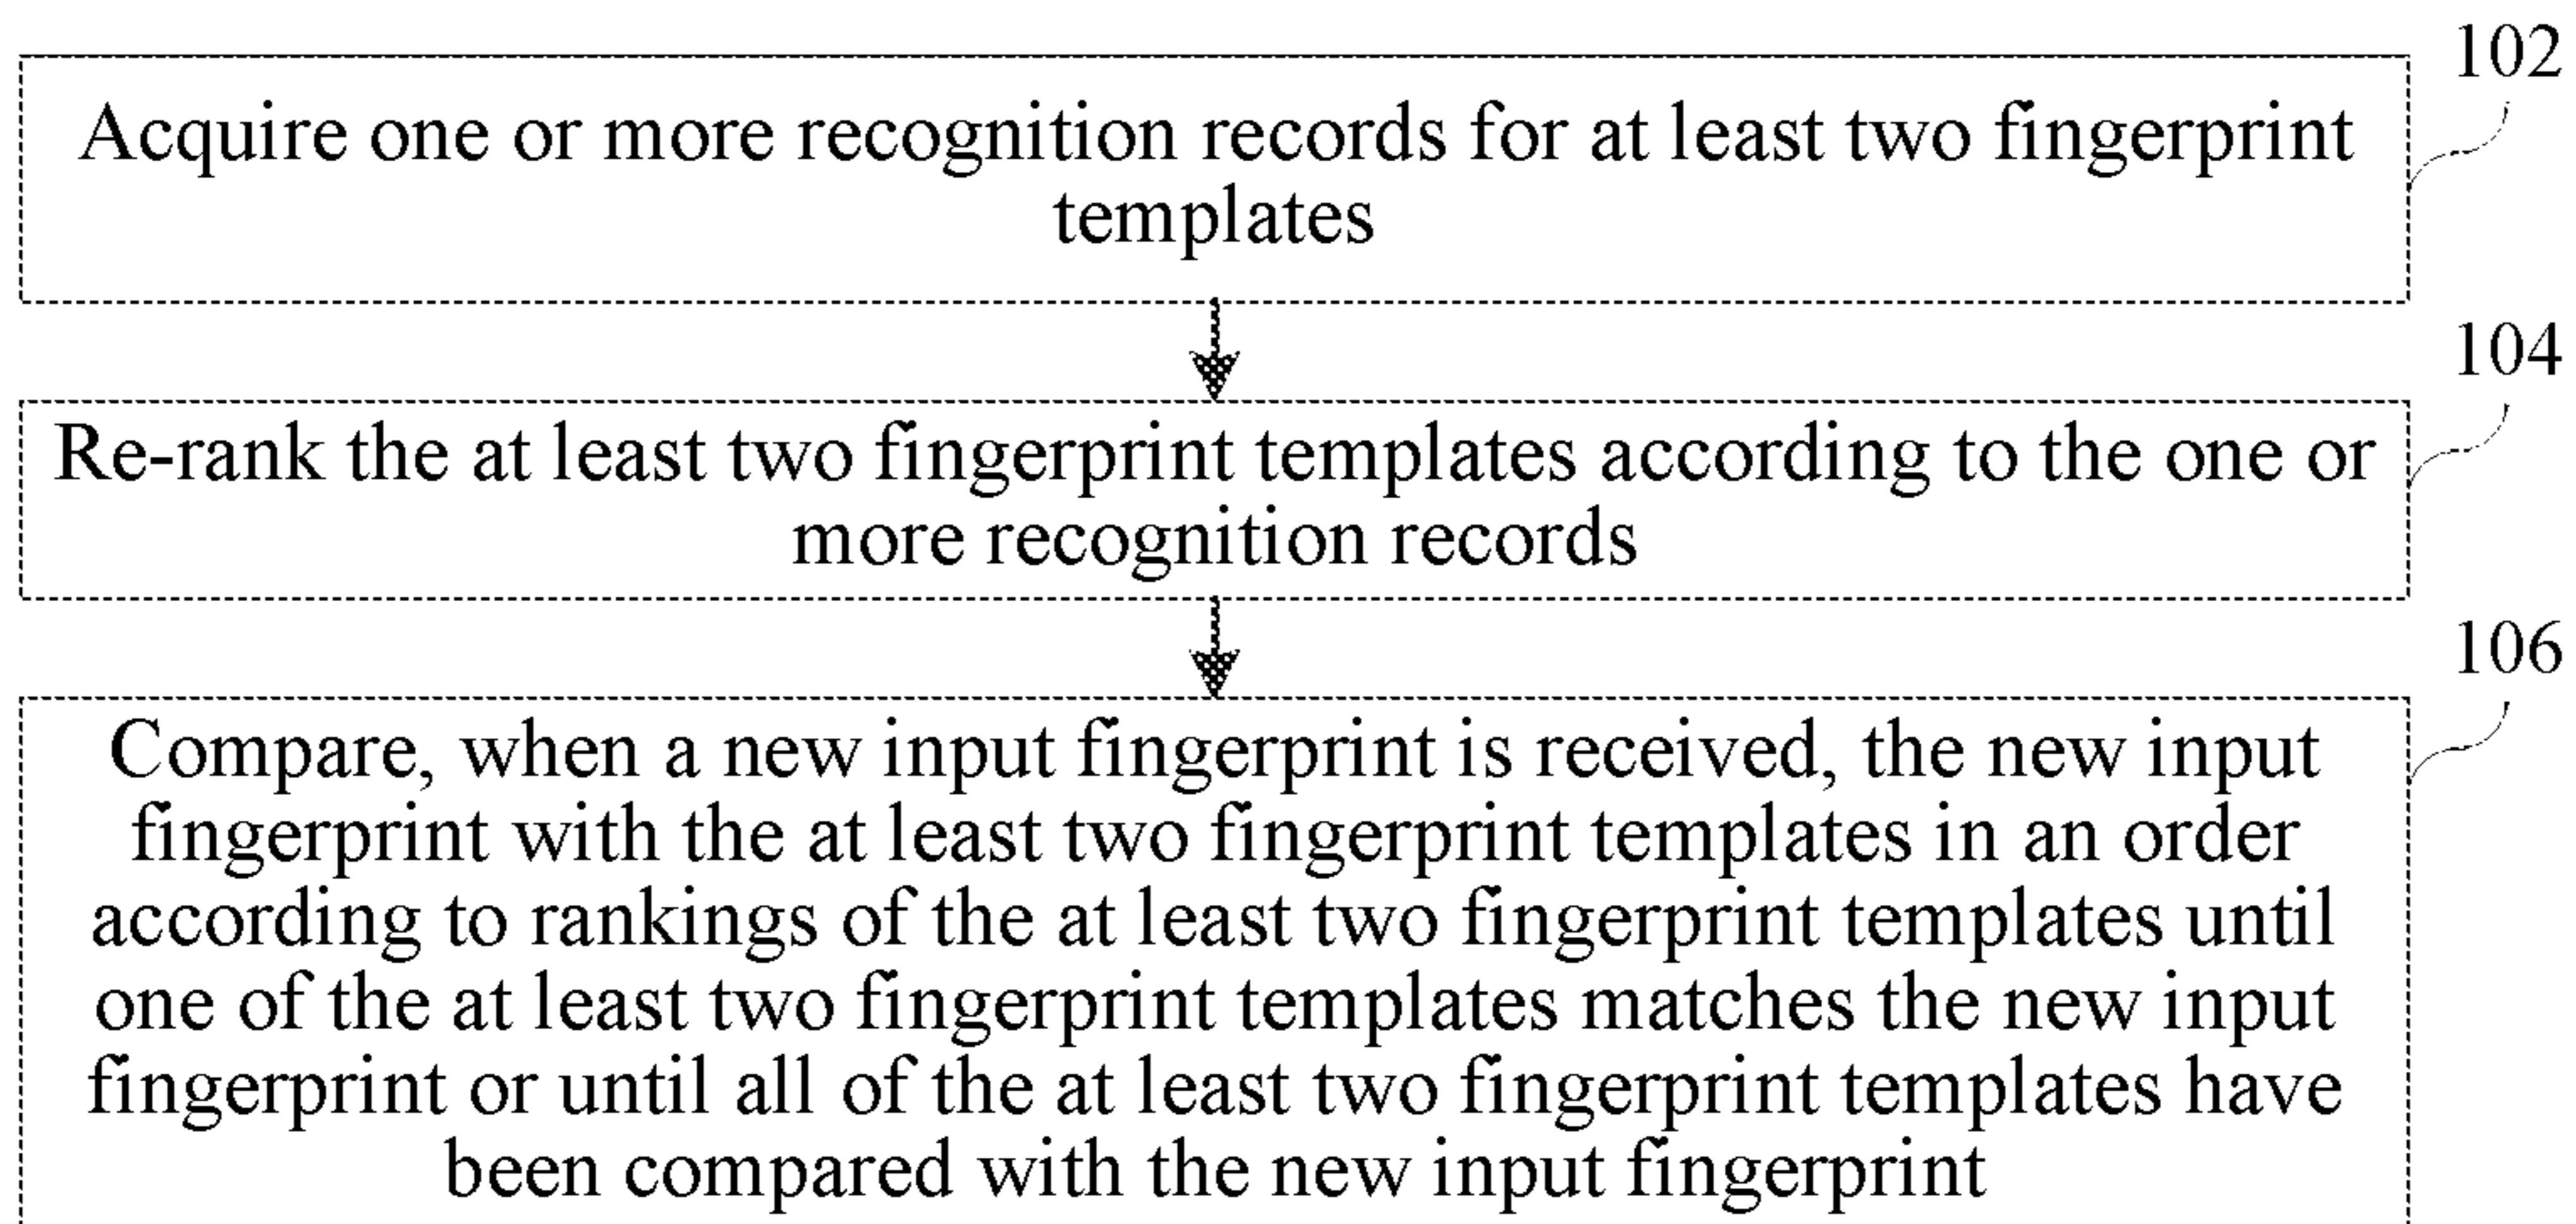 102
Acquire one or more recognition records for at least two fingerprint
templates
104
Re-rank the at least two fingerprint templates according to the one or
more recognition records
106
Compare, when a new input fingerprint is received, the new input
fingerprint with the at least two fingerprint templates in an order
according to rankings of the at least two fingerprint templates until
one of the at least two fingerprint templates matches the new input
fingerprint or until all of the at least two fingerprint templates have
been compared with the new input fingerprint